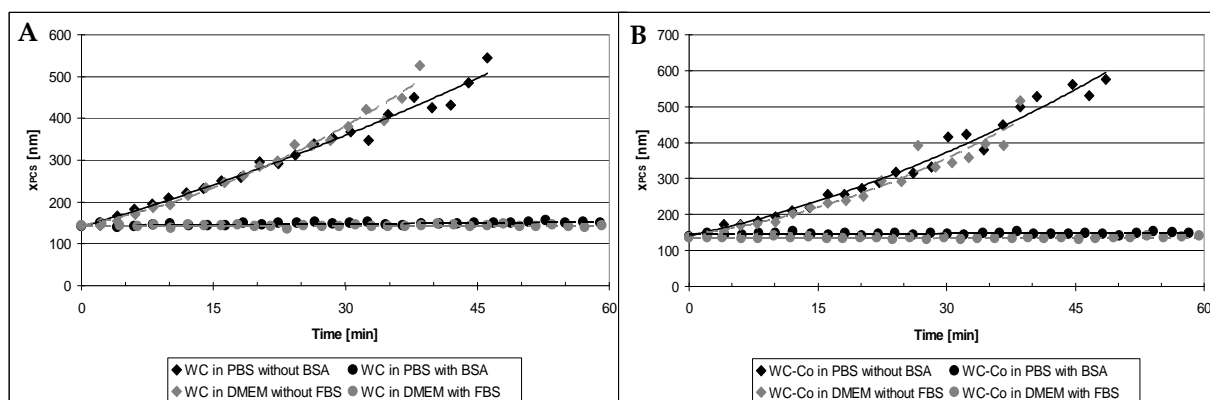 A
600
500
400
300
200
100
0
xPCS [nm]
0 15 30 45 60
Time [min]
WC in PBS without BSA WC in PBS with BSA
WC in DMEM without FBS WC in DMEM with FBS
B
700
600
500
400
300
200
100
0
xPCS [nm]
0 15 30 45 60
Time [min]
WC-Co in PBS without BSA WC-Co in PBS with BSA
WC-Co in DMEM without FBS WC-Co in DMEM with FBS